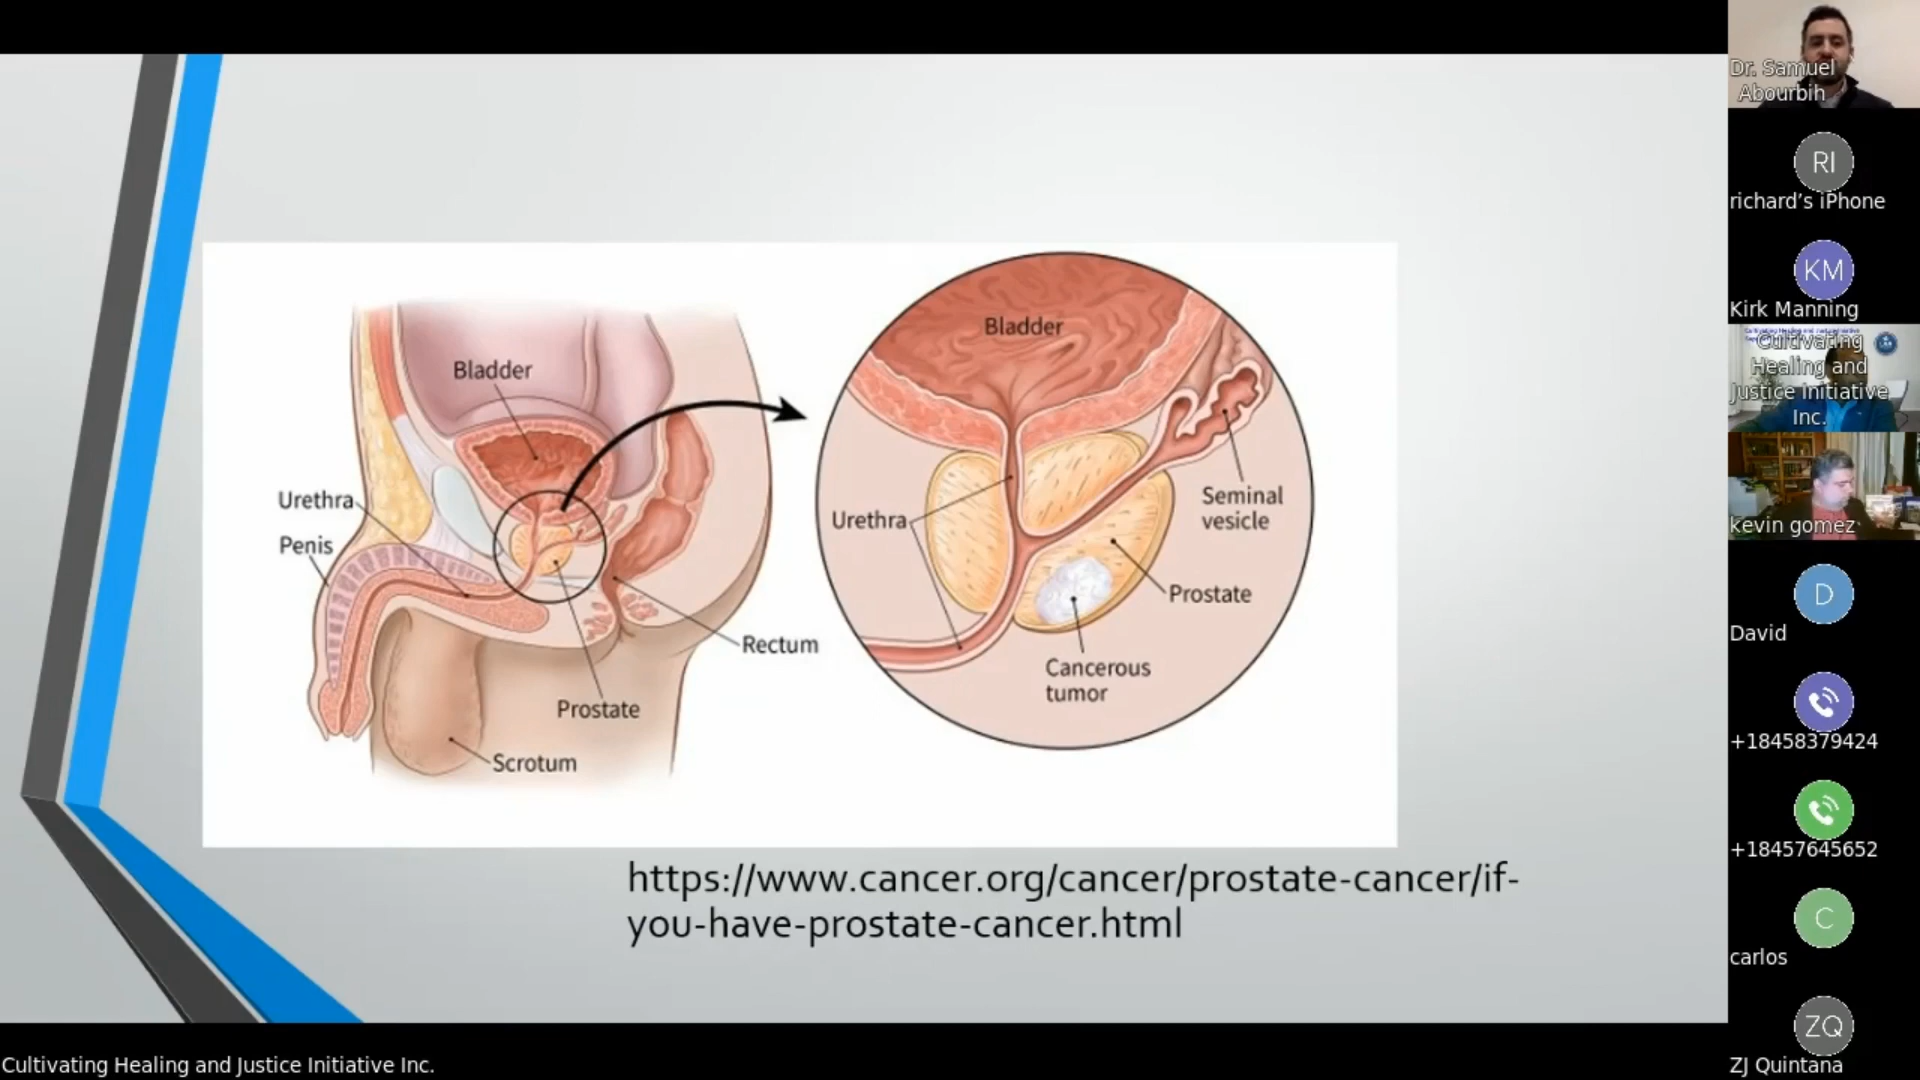 Bladder
Urethra
Penis
Rectum
Prostate
Scrotum
Bladder
Urethra
Seminal
vesicle
Prostate
Cancerous
tumor
https://www.cancer.org/cancer/prostate-cancer/if-
you-have-prostate-cancer.html
Dr. Samuel
Abourbih
RI
richard’s iPhone
KM
Kirk Manning
Cultivating
Healing and
Justice Initiative
Inc.
kevin gomez
D
David
+18458379424
+18457645652
C
carlos
ZQ
ZJ Quintana
Cultivating Healing and Justice Initiative Inc.